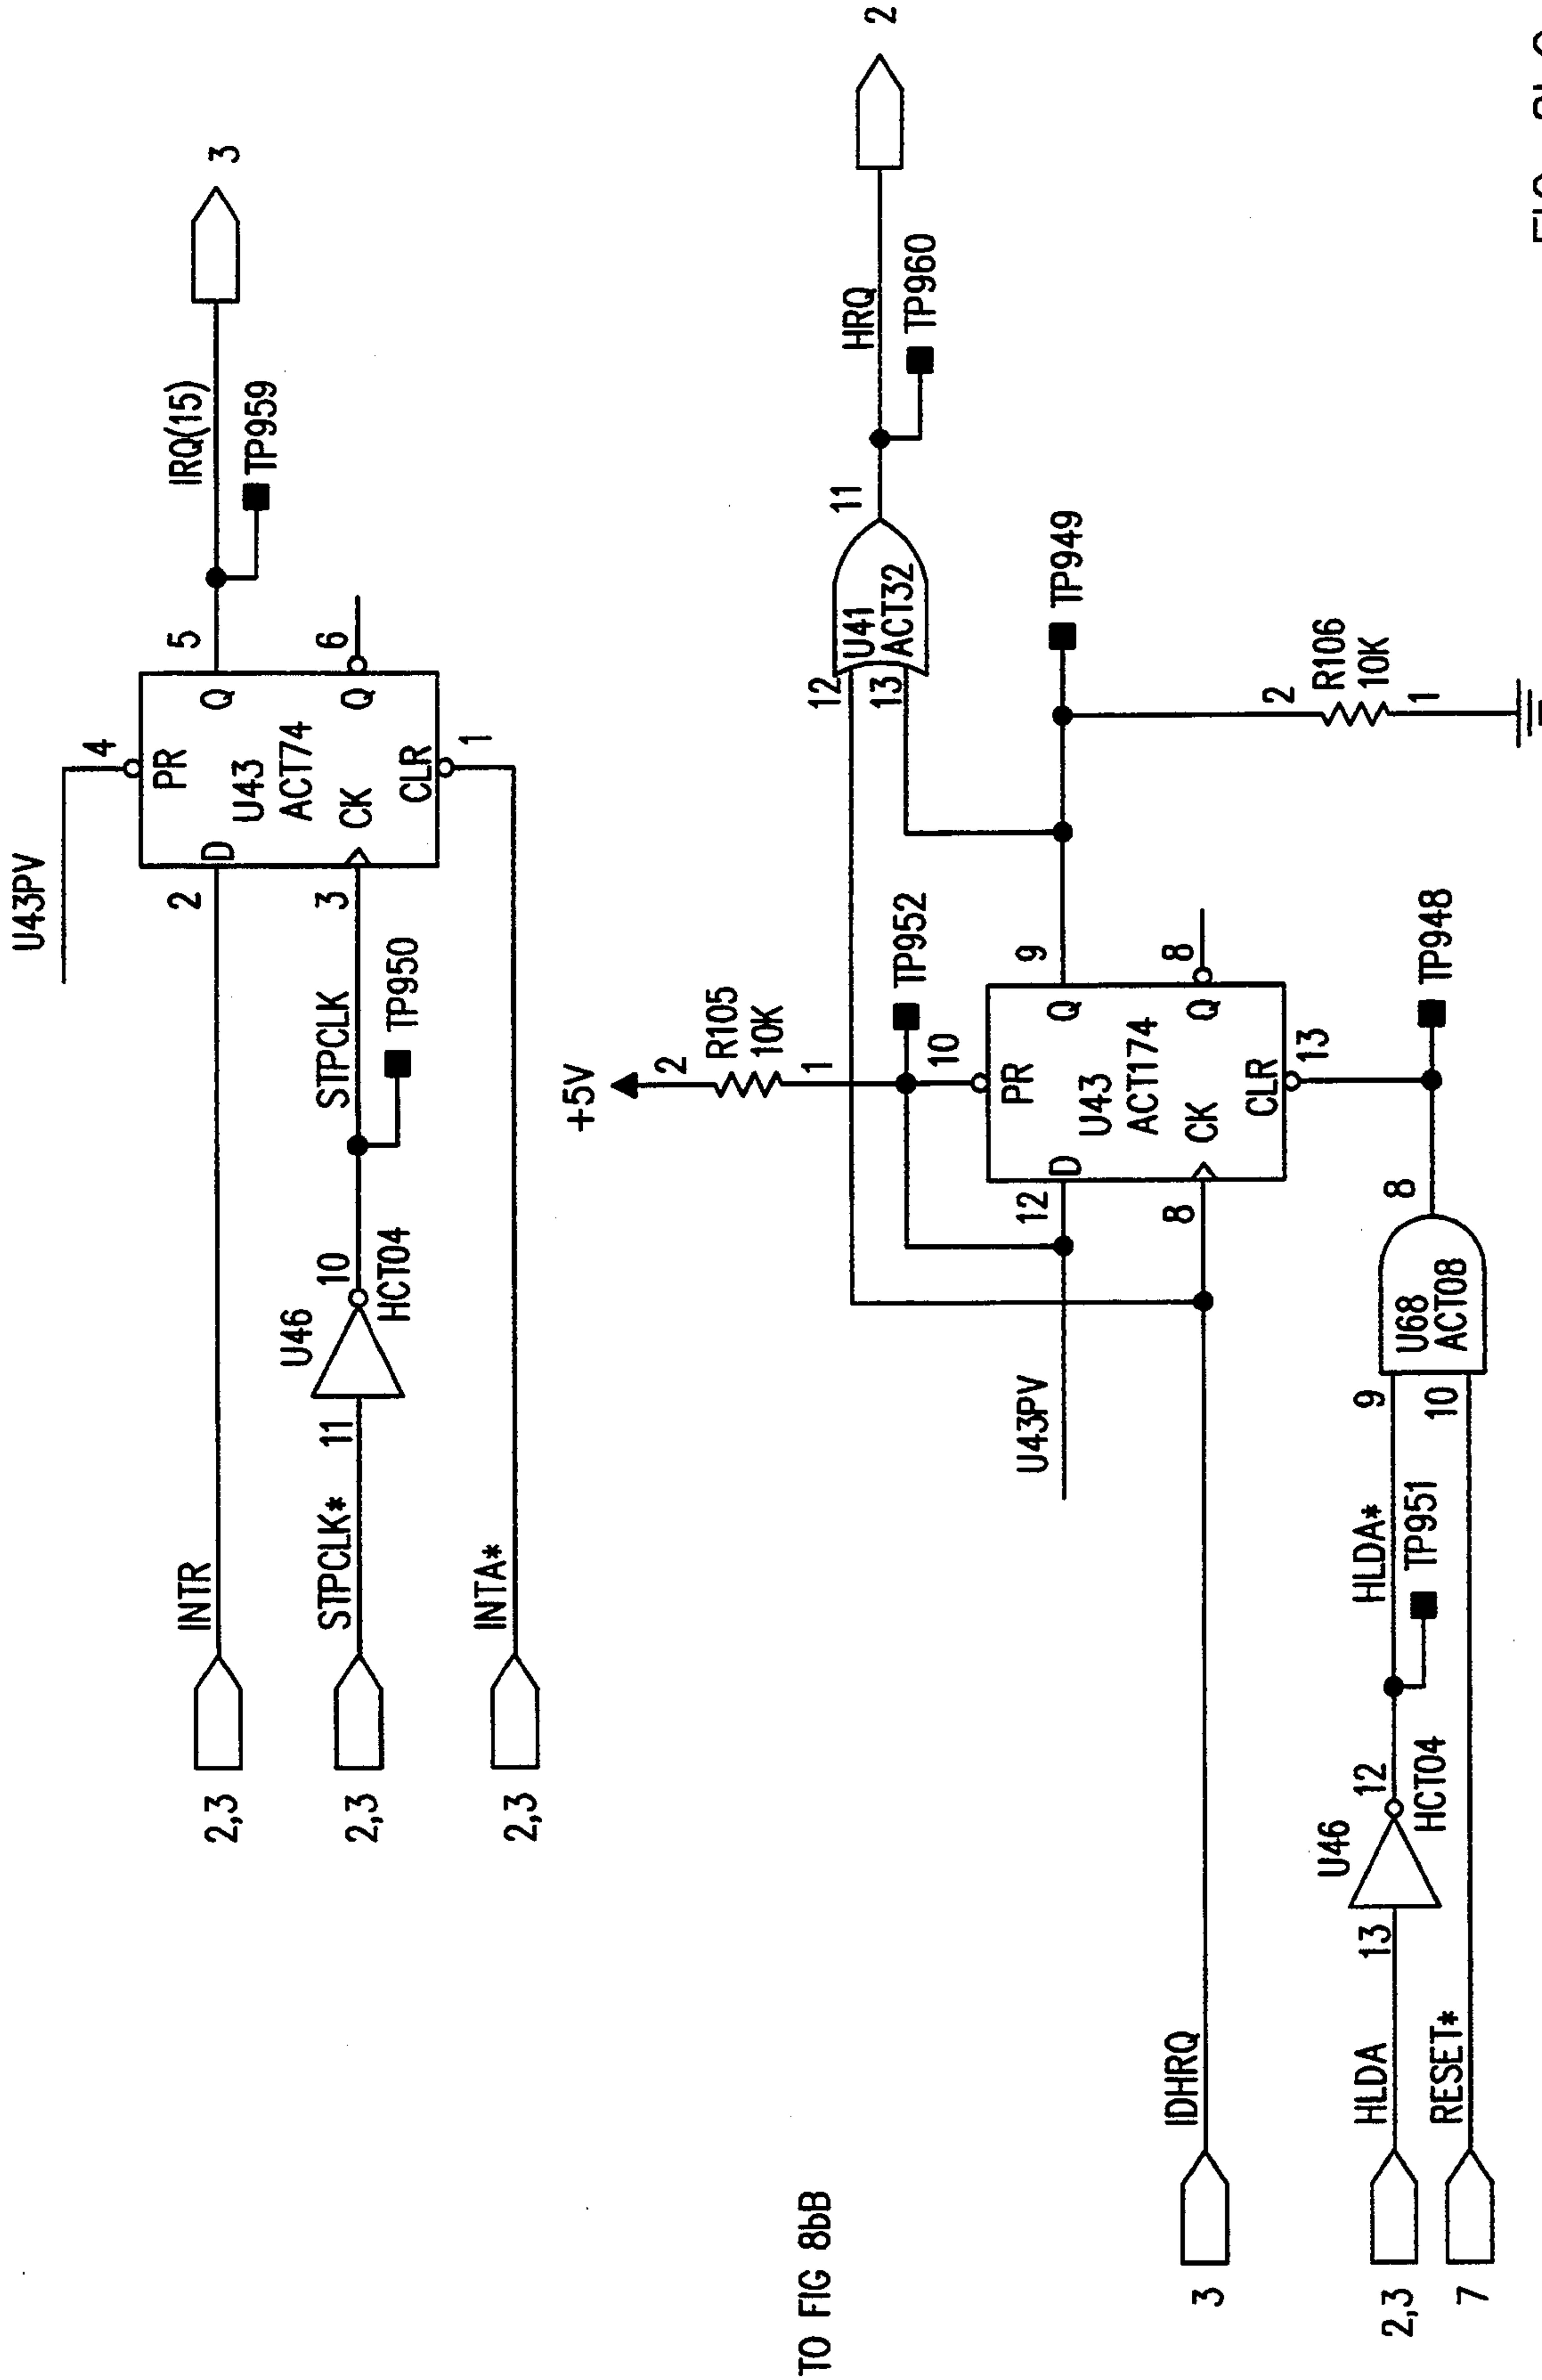 U43PV
INTR
2,3
2
D
PR
4
U43
ACT74
Q
5
IRQ(15)
3
TP959
STPCLK*
2,3
11
U46
10
HCT04
STPCLK
TP950
3
CK
Q
6
CLR
1
INTA*
2,3
TO FIG 8bB
+5V
2
R105
10K
1
TP952
10
U43PV
12
D
PR
U43
ACT174
Q
9
CK
8
Q
8
CLR
13
IDHRQ
3
12
13
U41
ACT32
11
HRQ
2
TP960
TP949
2
R106
10K
1
HLDA
2,3
13
U46
12
HCT04
HLDA*
TP951
9
10
U68
ACT08
8
TP948
RESET*
7